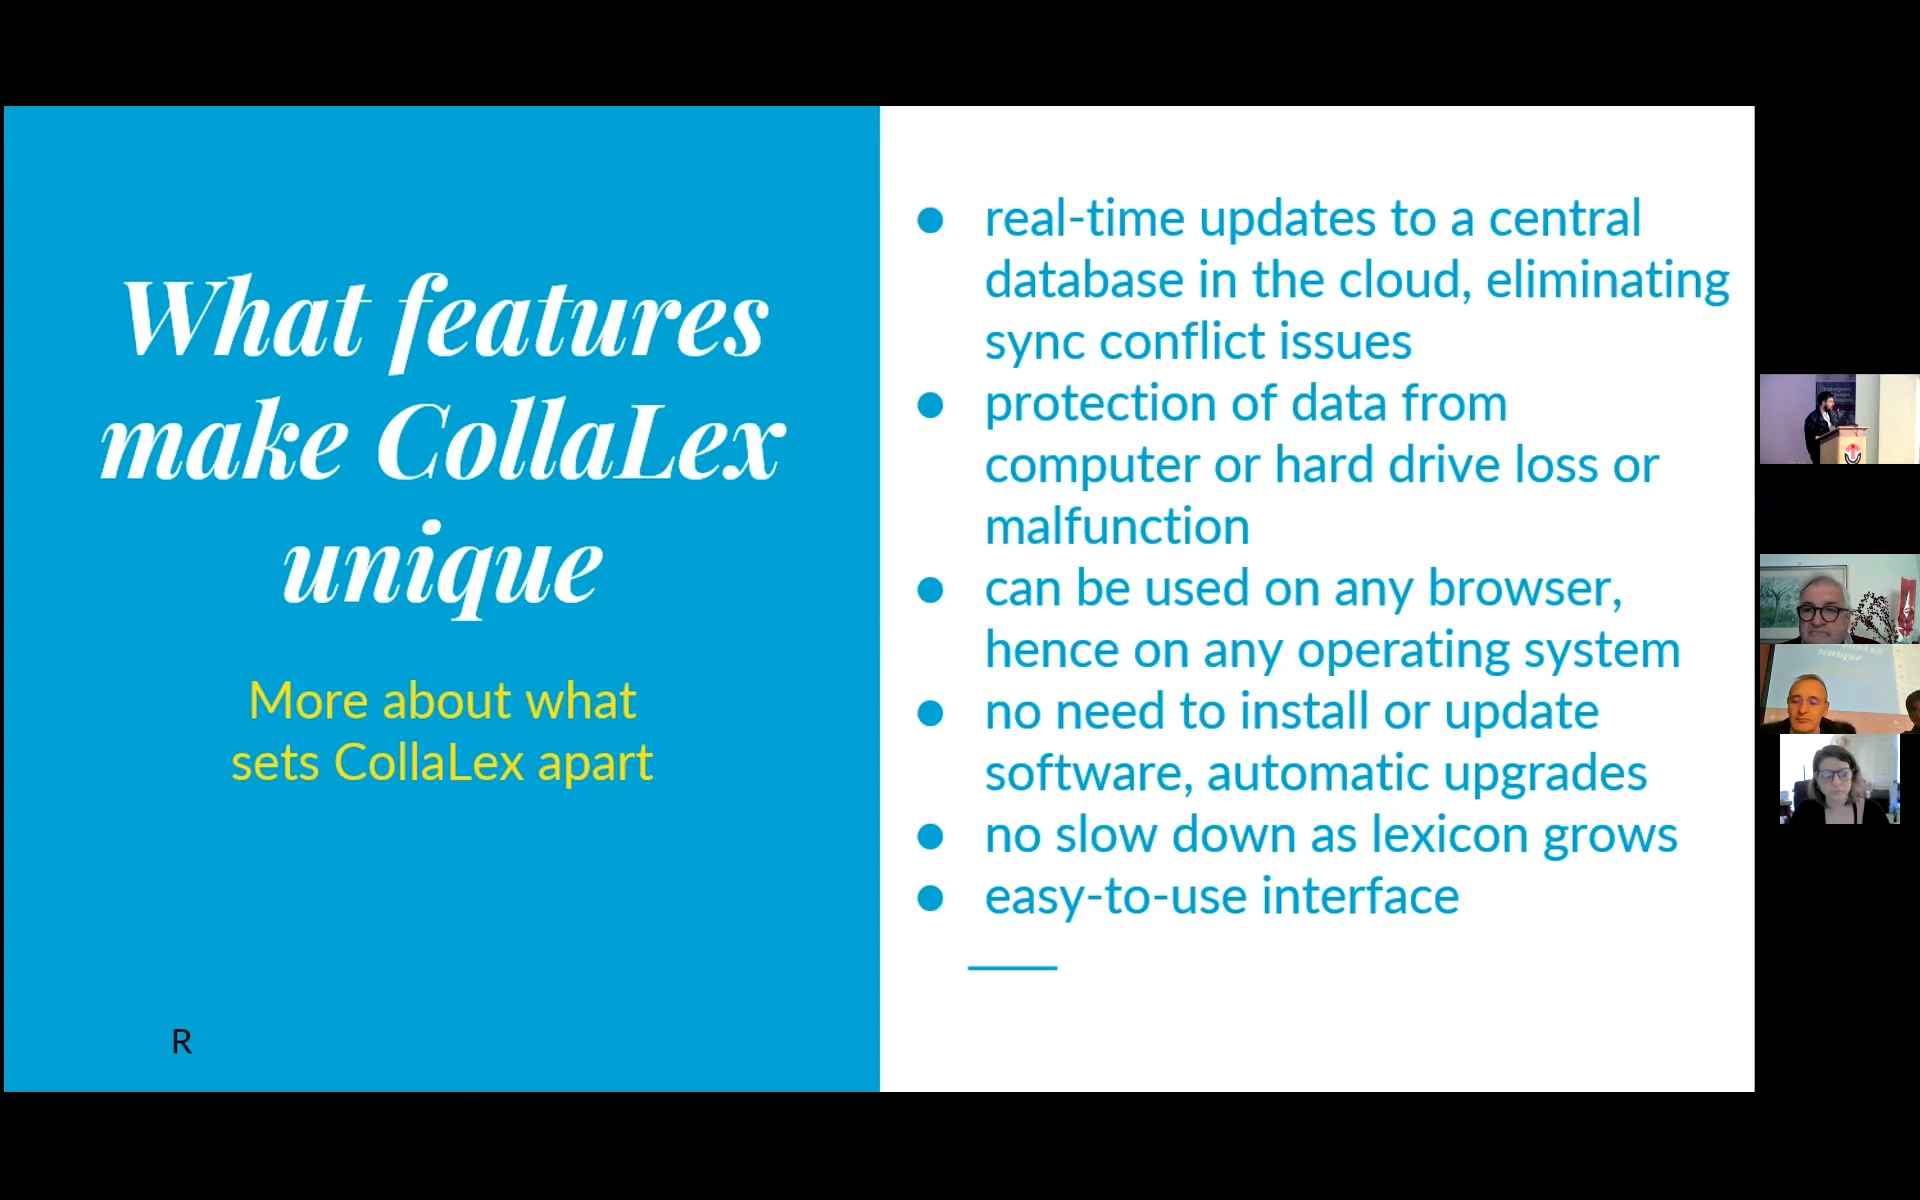 What features
make CollaLex
unique
More about what
sets CollaLex apart
R
● real-time updates to a central
database in the cloud, eliminating
sync conflict issues
● protection of data from
computer or hard drive loss or
malfunction
● can be used on any browser,
hence on any operating system
● no need to install or update
software, automatic upgrades
● no slow down as lexicon grows
● easy-to-use interface
unique